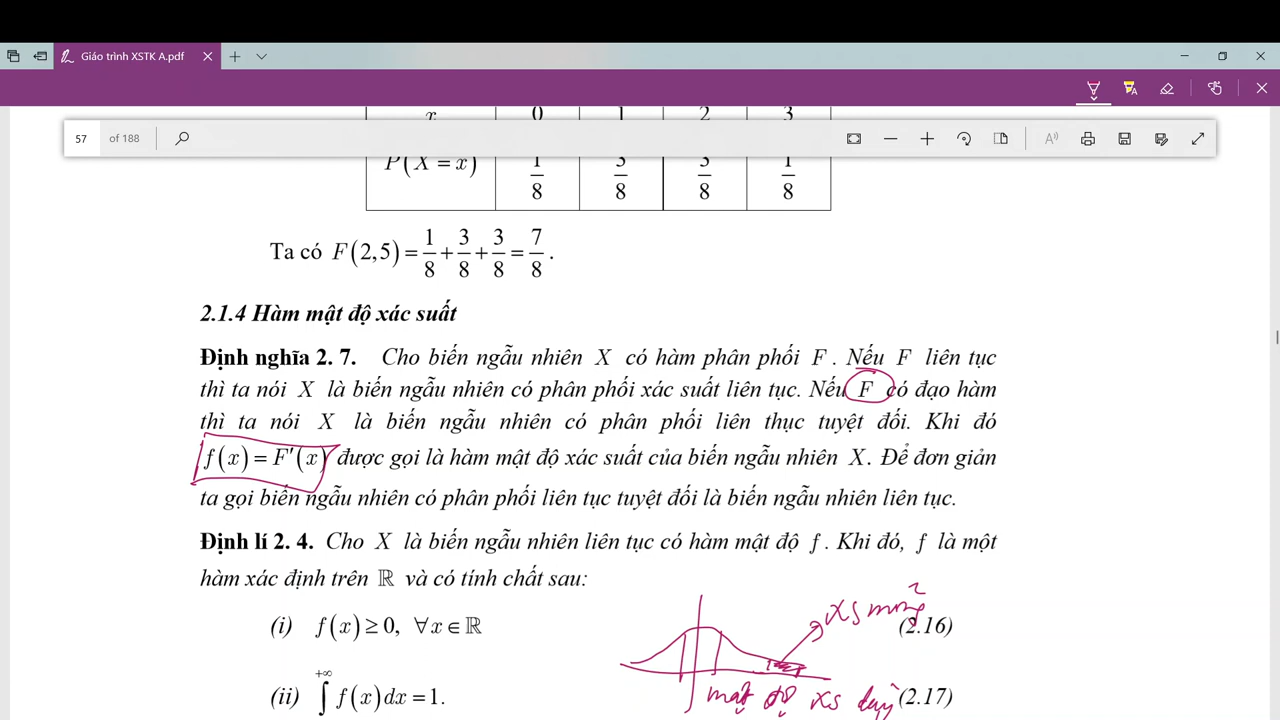 Giáo trình XSTK A.pdf
x 0 1 2 3
57 of 188
P(X = x) 1/8 3/8 3/8 1/8
Ta có F(2,5) = 1/8 + 3/8 + 3/8 = 7/8 .
2.1.4 Hàm mật độ xác suất
Định nghĩa 2. 7. Cho biến ngẫu nhiên X có hàm phân phối F . Nếu F liên tục
thì ta nói X là biến ngẫu nhiên có phân phối xác suất liên tục. Nếu F có đạo hàm
thì ta nói X là biến ngẫu nhiên có phân phối liên thục tuyệt đối. Khi đó
f(x) = F′(x) được gọi là hàm mật độ xác suất của biến ngẫu nhiên X. Để đơn giản
ta gọi biến ngẫu nhiên có phân phối liên tục tuyệt đối là biến ngẫu nhiên liên tục.
Định lí 2. 4. Cho X là biến ngẫu nhiên liên tục có hàm mật độ f . Khi đó, f là một
hàm xác định trên ℝ và có tính chất sau:
XS mỏng
(i) f(x) ≥ 0, ∀x ∈ ℝ (2.16)
(ii) ∫_{-∞}^{+∞} f(x)dx = 1. (2.17)
mật độ XS dày